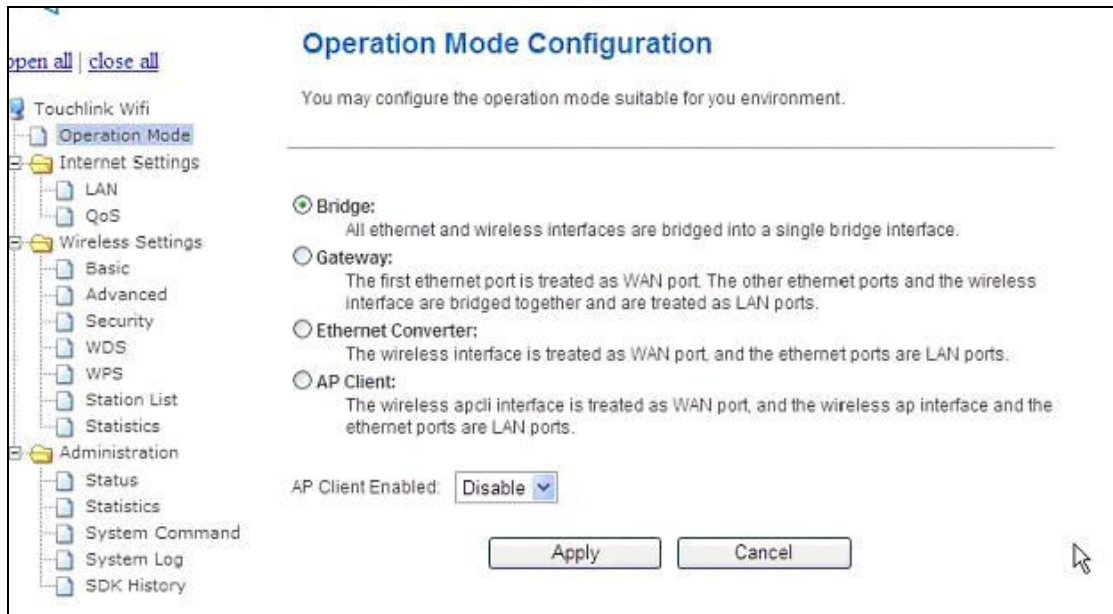 open all | close all
Touchlink Wifi
Operation Mode
Internet Settings
LAN
QoS
Wireless Settings
Basic
Advanced
Security
WDS
WPS
Station List
Statistics
Administration
Status
Statistics
System Command
System Log
SDK History
Operation Mode Configuration
You may configure the operation mode suitable for you environment.
Bridge:
All ethernet and wireless interfaces are bridged into a single bridge interface.
Gateway:
The first ethernet port is treated as WAN port. The other ethernet ports and the wireless
interface are bridged together and are treated as LAN ports.
Ethernet Converter:
The wireless interface is treated as WAN port, and the ethernet ports are LAN ports.
AP Client:
The wireless apcli interface is treated as WAN port, and the wireless ap interface and the
ethernet ports are LAN ports.
AP Client Enabled: Disable
Apply Cancel